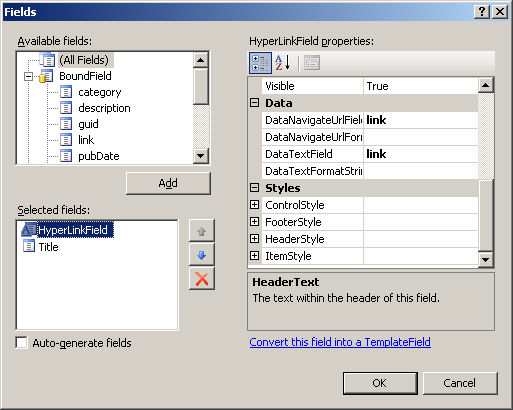 Fields
Available fields:
(All Fields)
BoundField
category
description
guid
link
pubDate
Add
Selected fields:
HyperLinkField
Title
Auto-generate fields
HyperLinkField properties:
Visible True
Data
DataNavigateUrlFiel link
DataNavigateUrlFor
DataTextField link
DataTextFormatStrin
Styles
ControlStyle
FooterStyle
HeaderStyle
ItemStyle
HeaderText
The text within the header of this field.
Convert this field into a TemplateField
OK Cancel